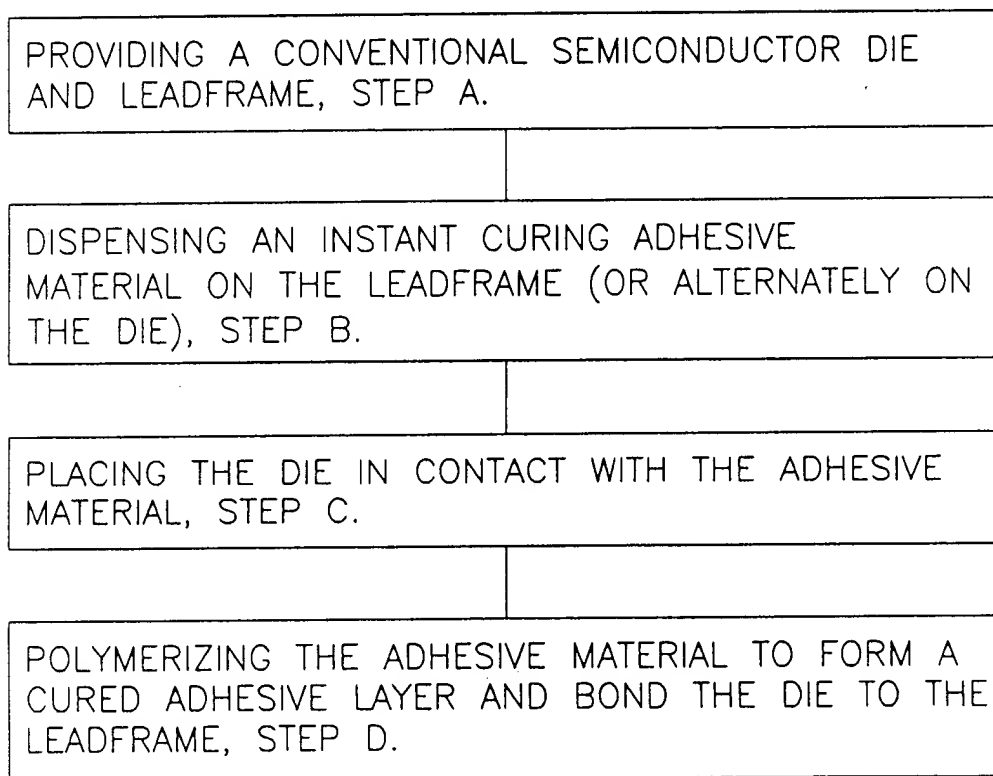 PROVIDING A CONVENTIONAL SEMICONDUCTOR DIE
AND LEADFRAME, STEP A.
DISPENSING AN INSTANT CURING ADHESIVE
MATERIAL ON THE LEADFRAME (OR ALTERNATELY ON
THE DIE), STEP B.
PLACING THE DIE IN CONTACT WITH THE ADHESIVE
MATERIAL, STEP C.
POLYMERIZING THE ADHESIVE MATERIAL TO FORM A
CURED ADHESIVE LAYER AND BOND THE DIE TO THE
LEADFRAME, STEP D.